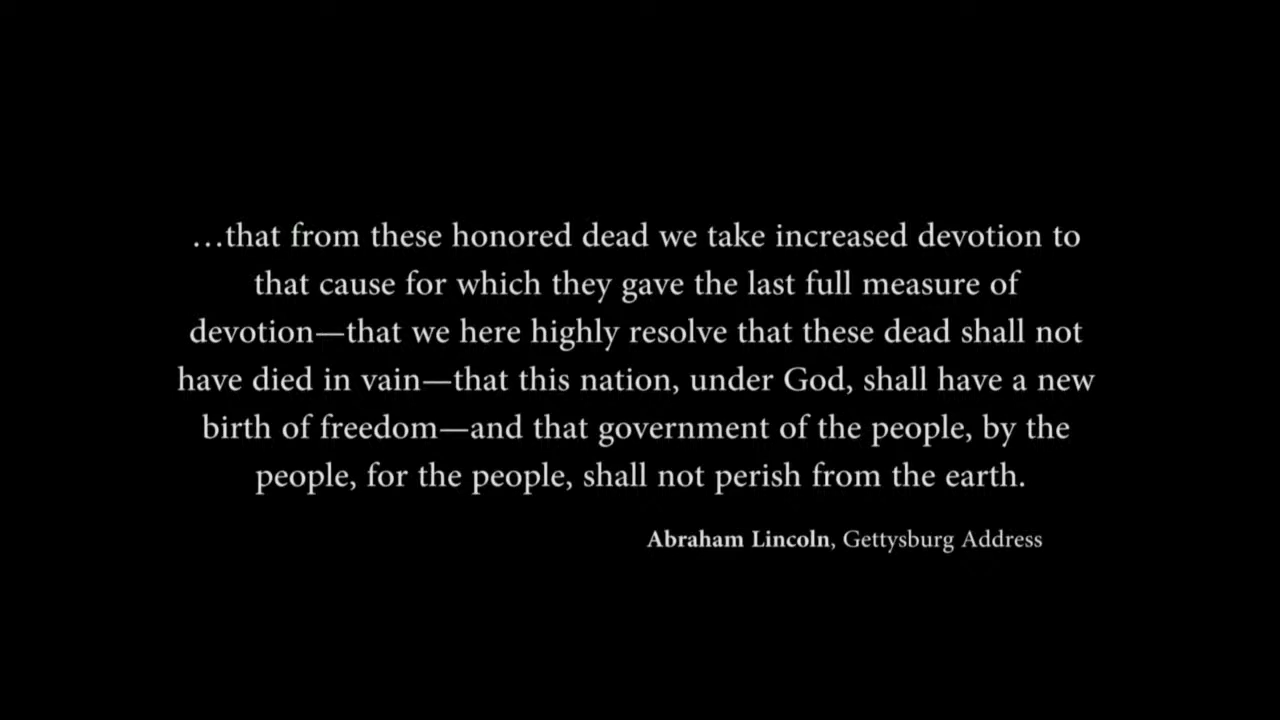 …that from these honored dead we take increased devotion to
that cause for which they gave the last full measure of
devotion—that we here highly resolve that these dead shall not
have died in vain—that this nation, under God, shall have a new
birth of freedom—and that government of the people, by the
people, for the people, shall not perish from the earth.
Abraham Lincoln, Gettysburg Address